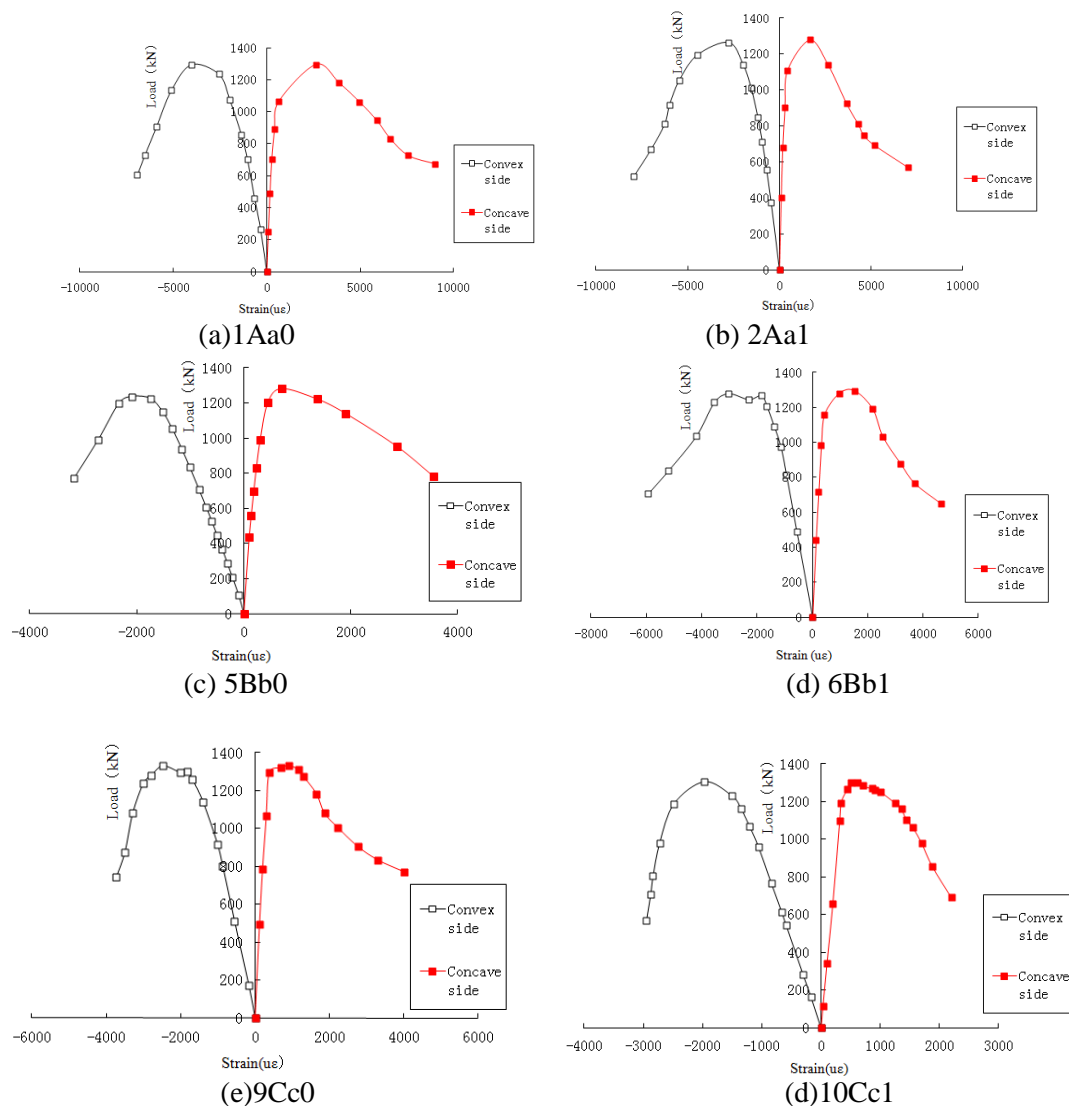 Load (kN)
1400
1200
1000
800
600
400
200
0
-10000
-5000
0
5000
10000
Strain(uε)
Convex
side
Concave
side
(a)1Aa0
Load (kN)
1400
1200
1000
800
600
400
200
0
-10000
-5000
0
5000
10000
Strain(uε)
Convex
side
Concave
side
(b) 2Aa1
Load (kN)
1400
1200
1000
800
600
400
200
0
-4000
-2000
0
2000
4000
Strain(uε)
Convex
side
Concave
side
(c) 5Bb0
Load (kN)
1400
1200
1000
800
600
400
200
0
-8000
-6000
-4000
-2000
0
2000
4000
6000
Strain (uε)
Convex
side
Concave
side
(d) 6Bb1
Load (kN)
1400
1200
1000
800
600
400
200
0
-6000
-4000
-2000
0
2000
4000
6000
Strain(uε)
Convex
side
Concave
side
(e)9Cc0
Load (kN)
1400
1200
1000
800
600
400
200
0
-4000
-3000
-2000
-1000
0
1000
2000
3000
Strain(uε)
Convex
side
Concave
side
(d)10Cc1